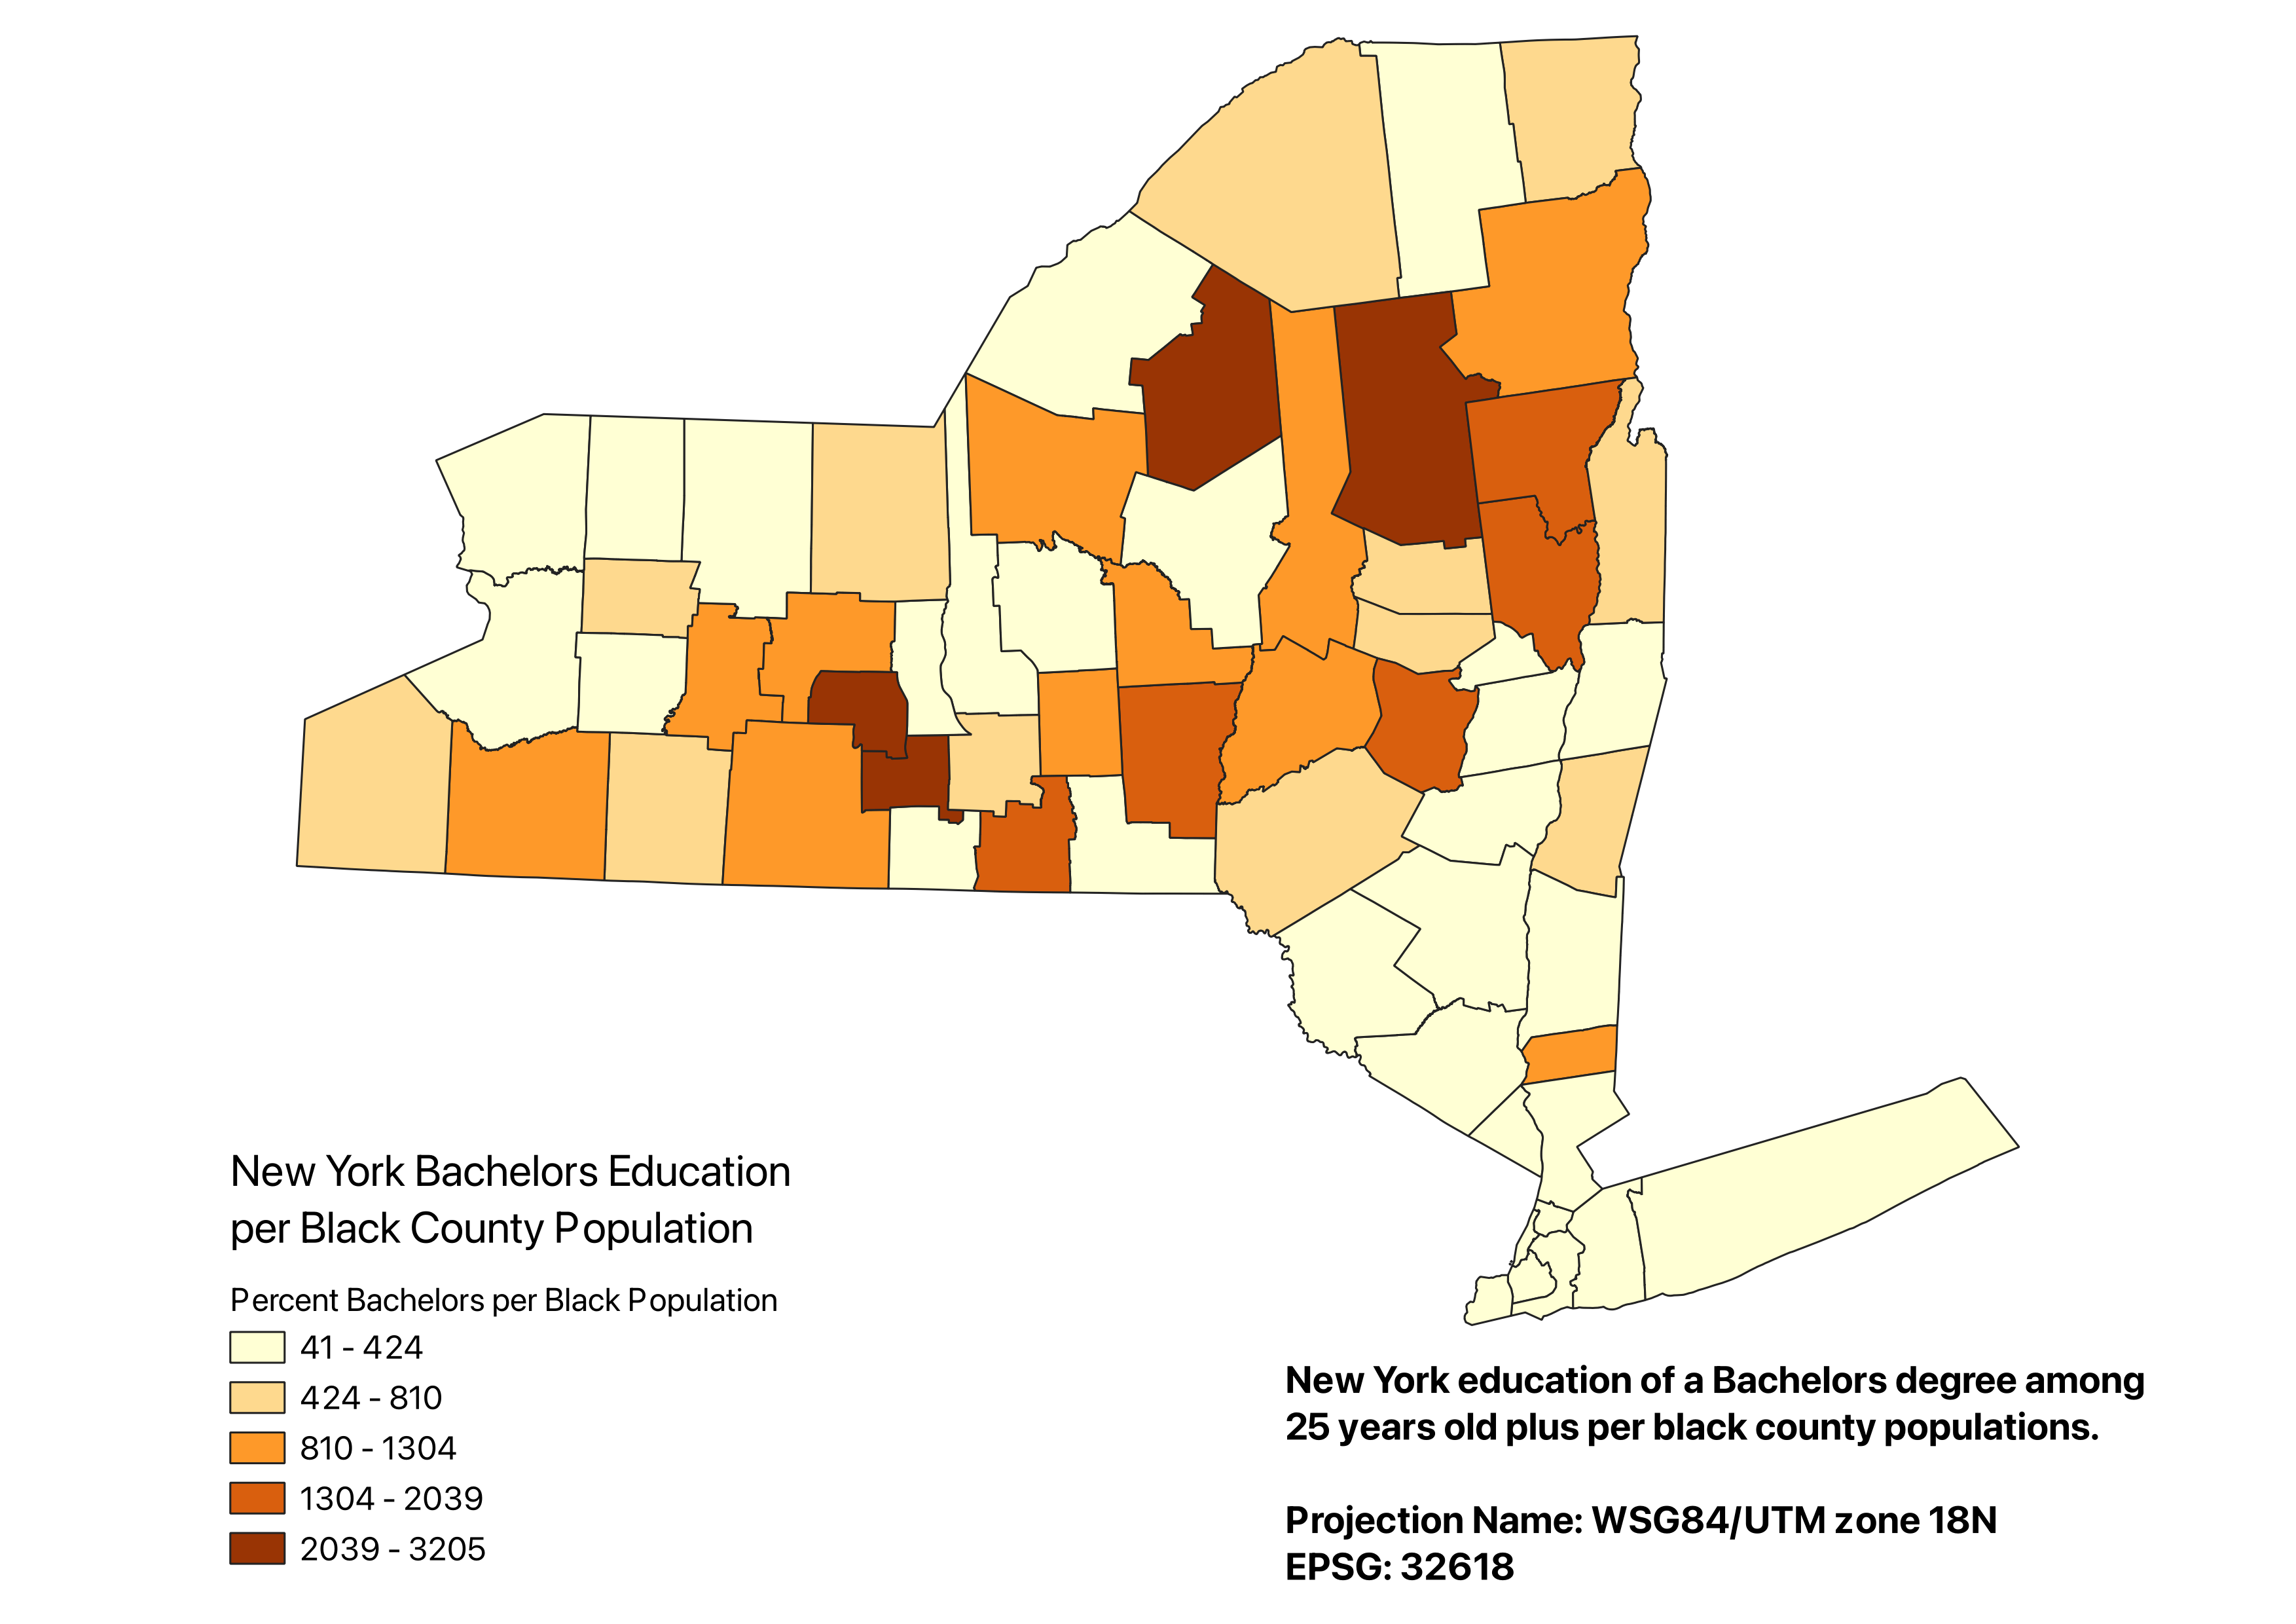 New York Bachelors Education
per Black County Population
Percent Bachelors per Black Population
41 - 424
424 - 810
810 - 1304
1304 - 2039
2039 - 3205
New York education of a Bachelors degree among
25 years old plus per black county populations.
Projection Name: WSG84/UTM zone 18N
EPSG: 32618